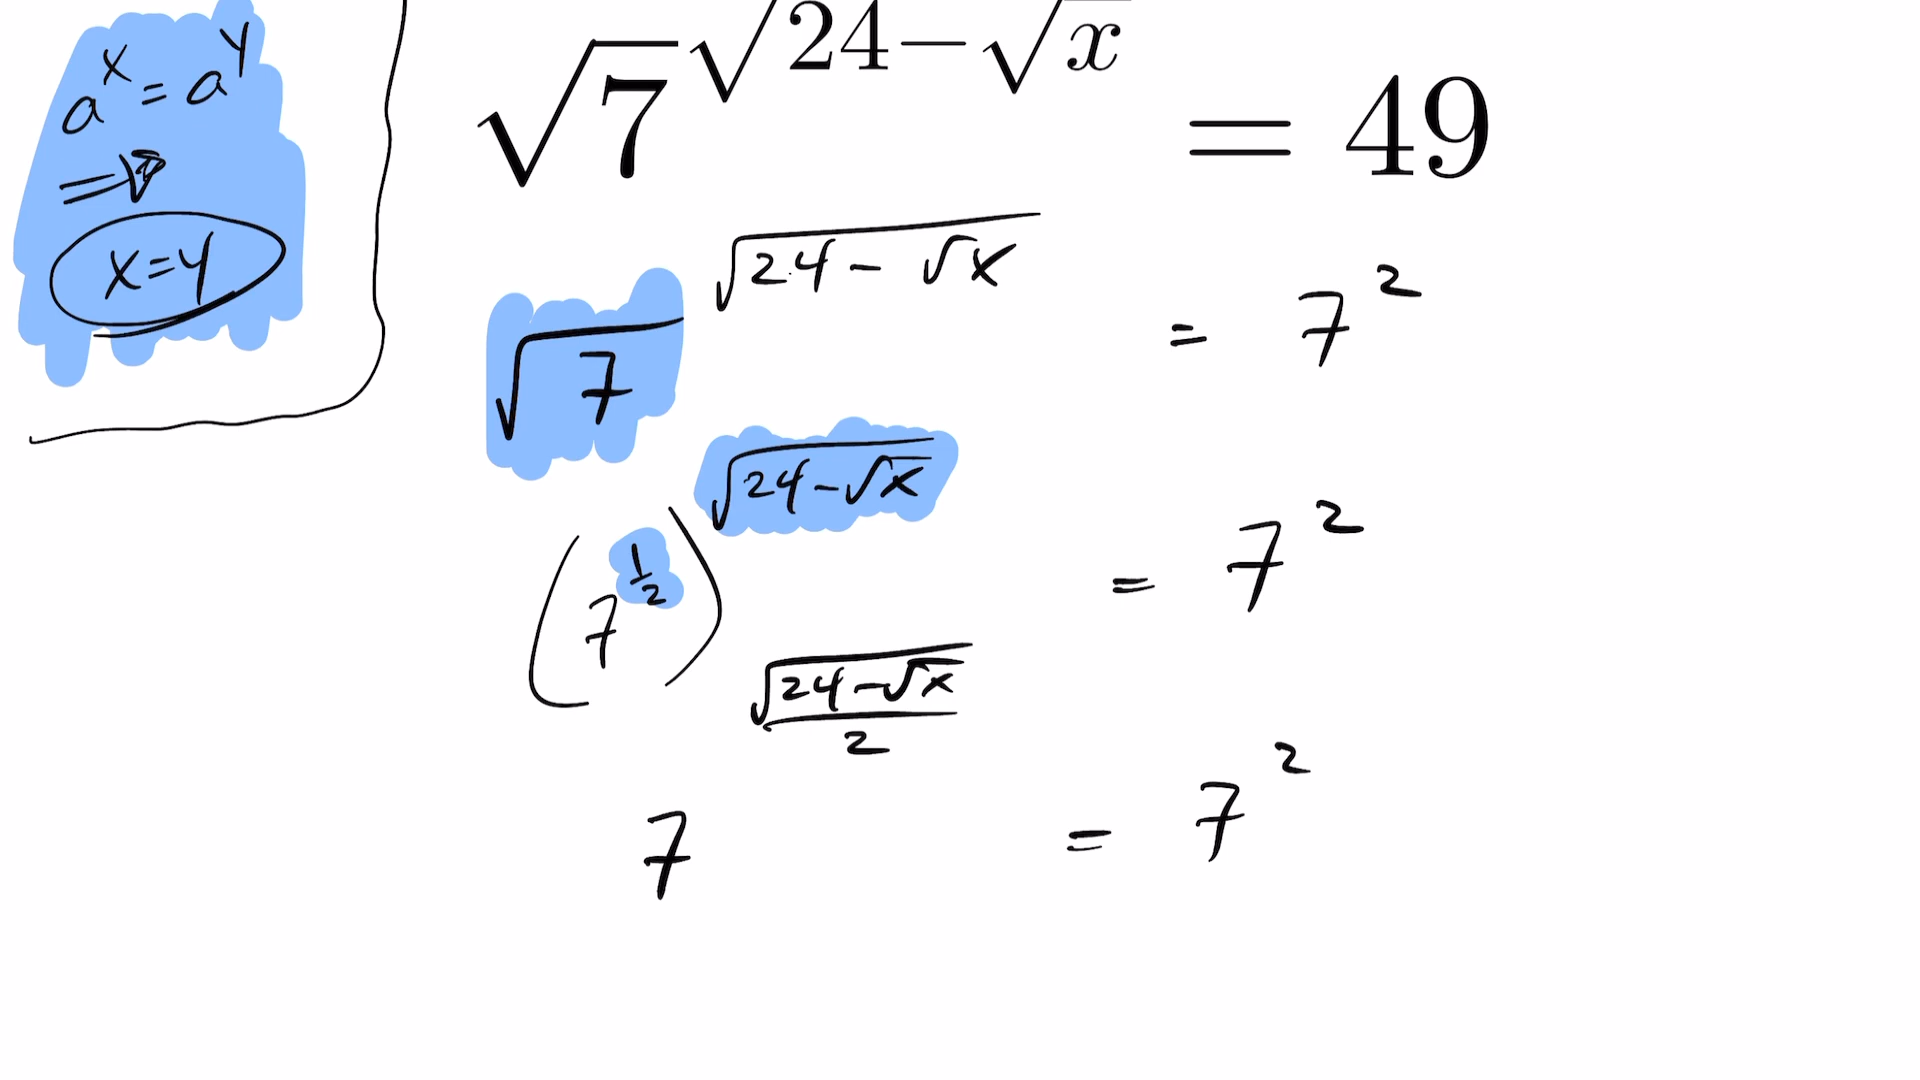 a^x = a^y
=>
x=y
√7^√(24−√x) = 49
√7^√(24−√x) = 7^2
(7^(1/2))^√(24−√x) = 7^2
7^(√(24−√x)/2) = 7^2